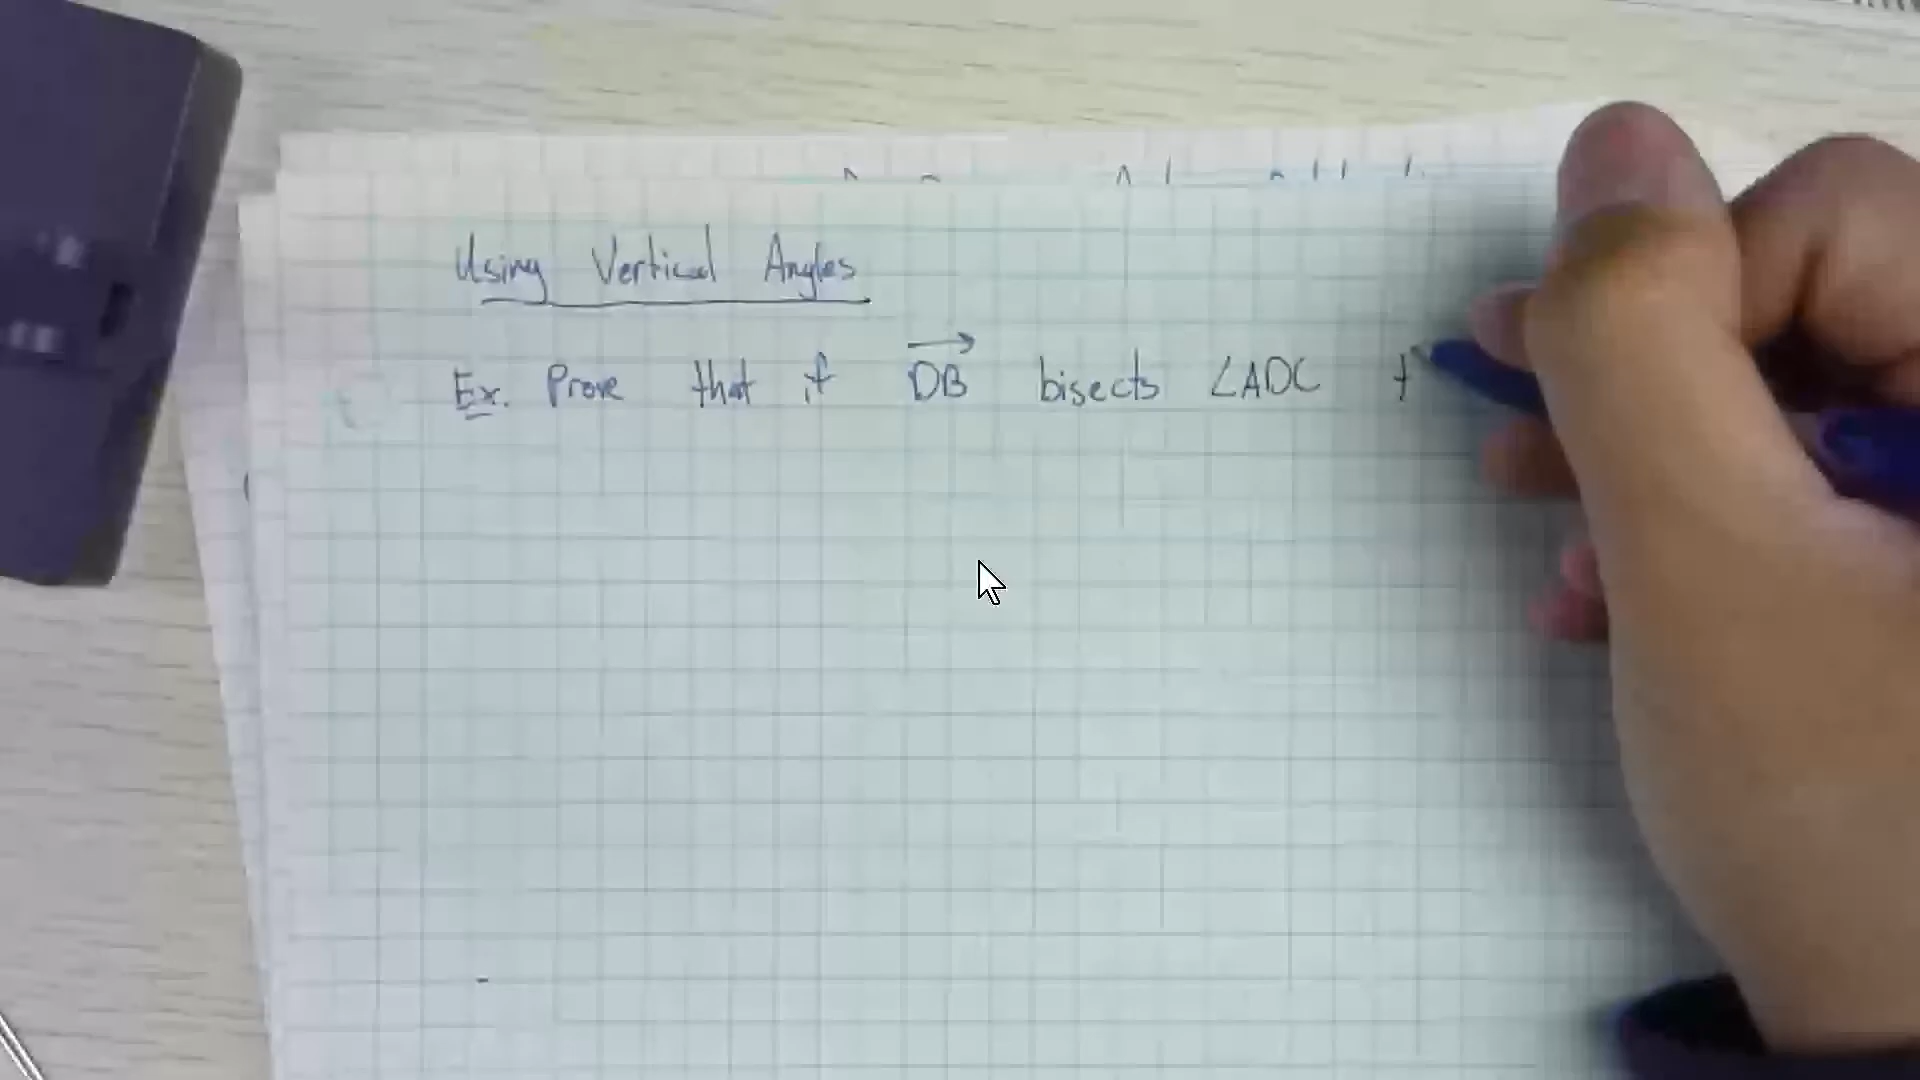 Using Vertical Angles
Ex. Prove that if DB bisects ∠ADC t